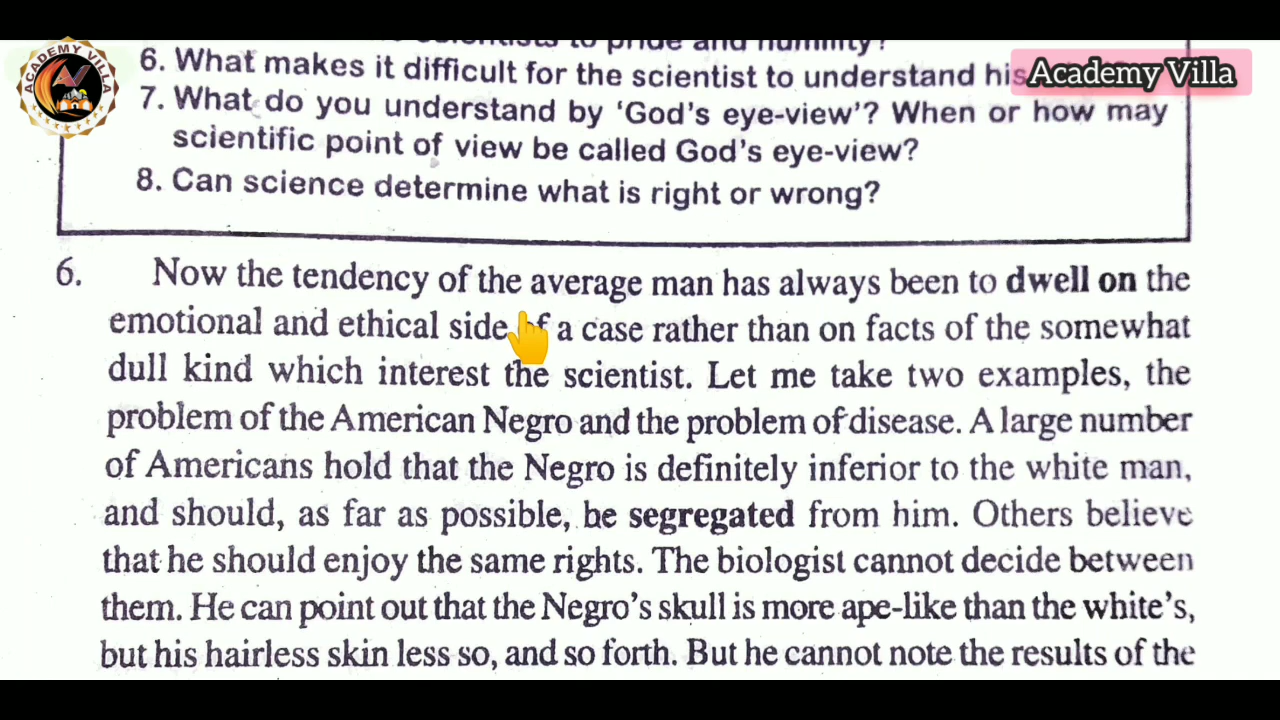 ACADEMY VILLA
AV
to pride and humility?
6. What makes it difficult for the scientist to understand his
Academy Villa
7. What do you understand by ‘God’s eye-view’? When or how may
scientific point of view be called God’s eye-view?
8. Can science determine what is right or wrong?
6. Now the tendency of the average man has always been to dwell on the
emotional and ethical side of a case rather than on facts of the somewhat
dull kind which interest the scientist. Let me take two examples, the
problem of the American Negro and the problem of disease. A large number
of Americans hold that the Negro is definitely inferior to the white man,
and should, as far as possible, be segregated from him. Others believe
that he should enjoy the same rights. The biologist cannot decide between
them. He can point out that the Negro’s skull is more ape-like than the white’s,
but his hairless skin less so, and so forth. But he cannot note the results of the